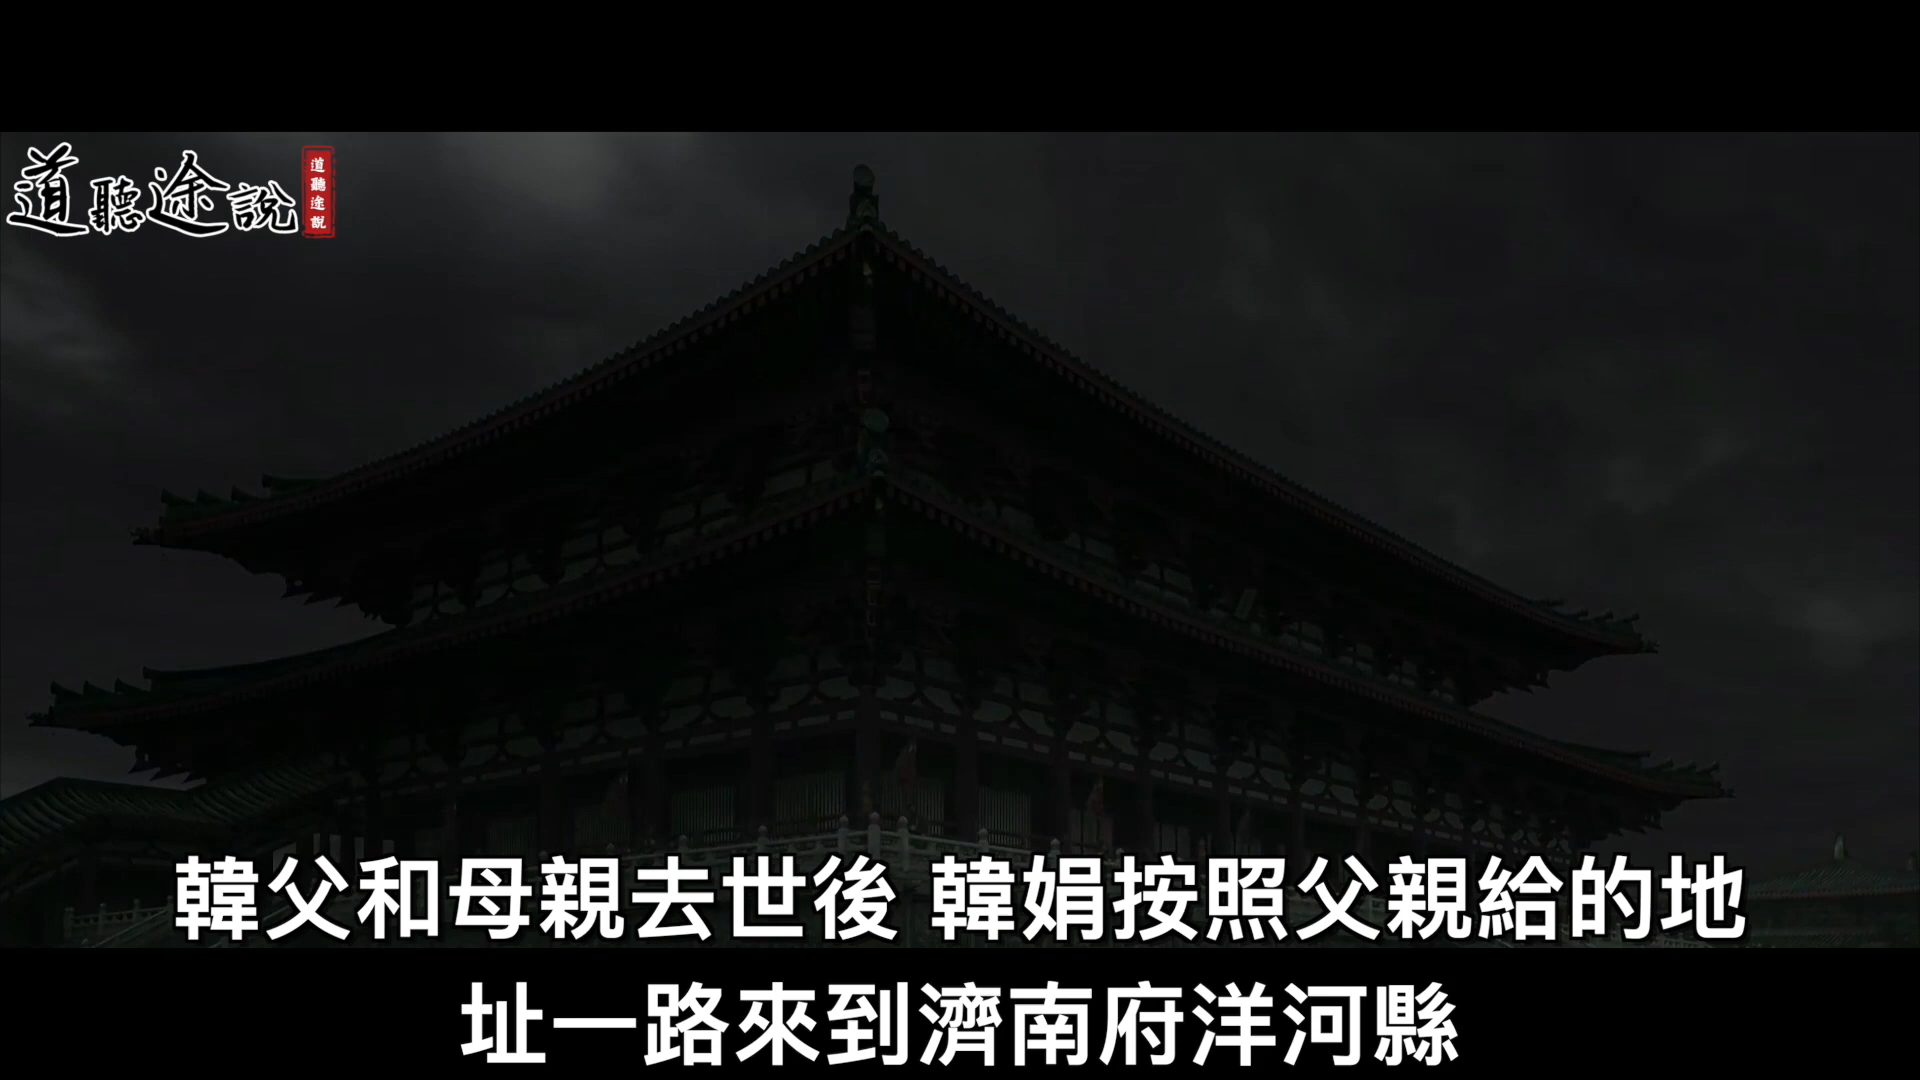 道聽途說
道聽途說
韓父和母親去世後 韓娟按照父親給的地
址一路來到濟南府洋河縣